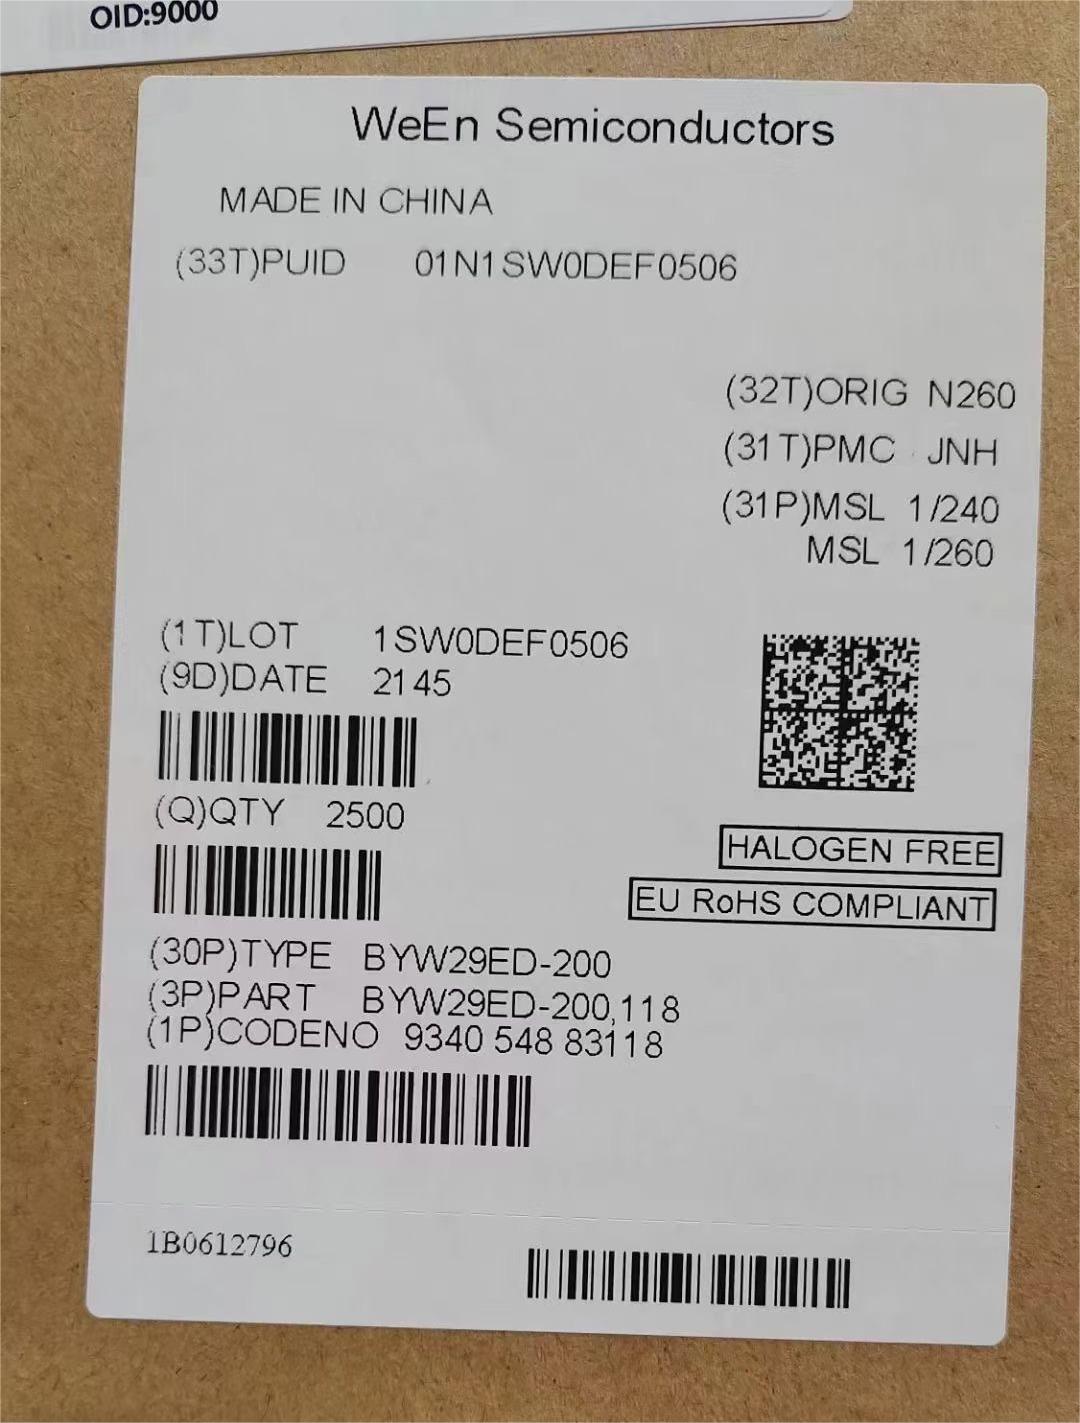 OID:9000
WeEn Semiconductors
MADE IN CHINA
(33T)PUID 01N1SW0DEF0506
(32T)ORIG N260
(31T)PMC JNH
(31P)MSL 1/240
MSL 1/260
(1T)LOT 1SW0DEF0506
(9D)DATE 2145
(Q)QTY 2500
HALOGEN FREE
EU RoHS COMPLIANT
(30P)TYPE BYW29ED-200
(3P)PART BYW29ED-200,118
(1P)CODENO 9340 548 83118
1B0612796